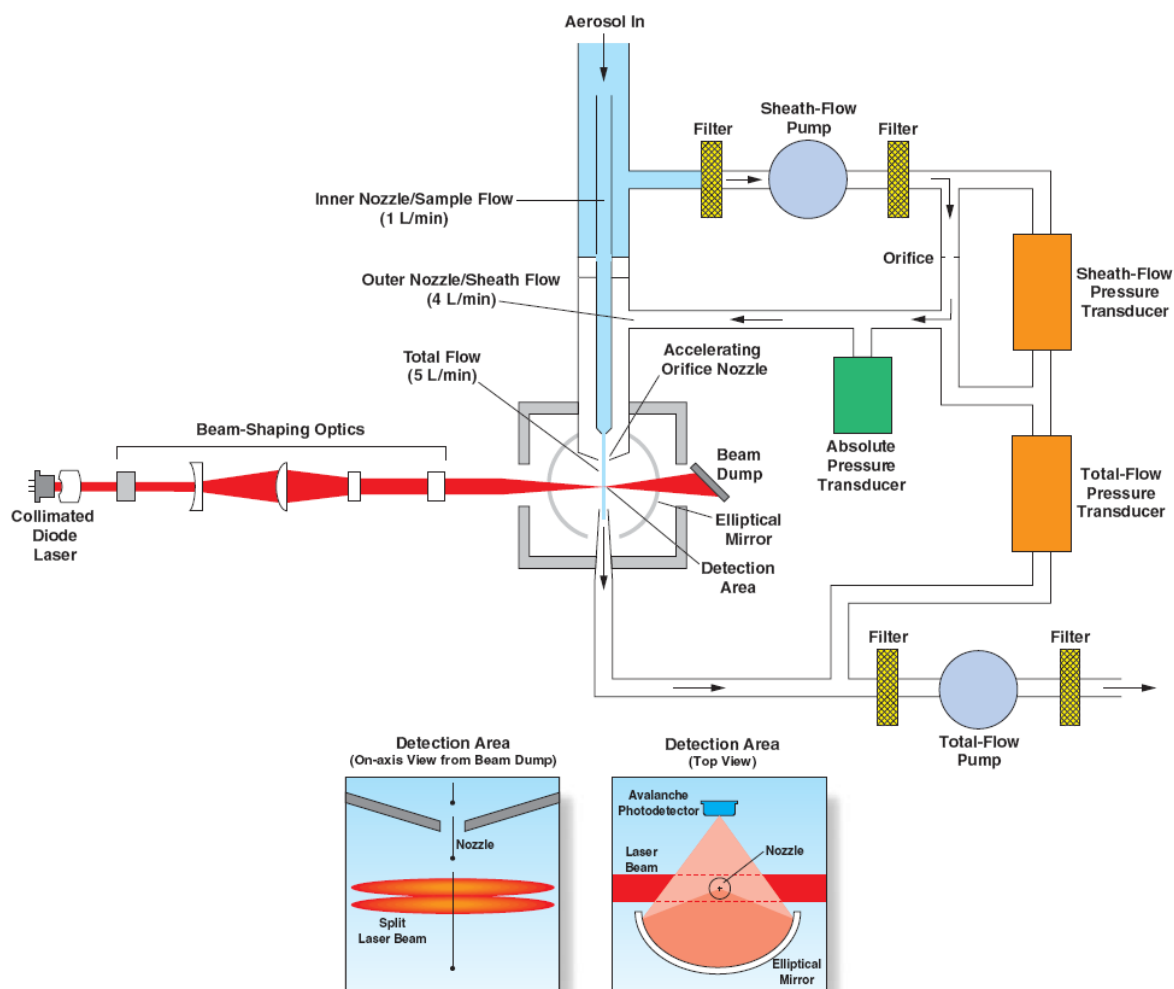 Aerosol In
Filter
Sheath-Flow
Pump
Filter
Inner Nozzle/Sample Flow
(1 L/min)
Orifice
Outer Nozzle/Sheath Flow
(4 L/min)
Sheath-Flow
Pressure
Transducer
Total Flow
(5 L/min)
Accelerating
Orifice Nozzle
Beam-Shaping Optics
Absolute
Pressure
Transducer
Beam
Dump
Total-Flow
Pressure
Transducer
Collimated
Diode
Laser
Elliptical
Mirror
Detection
Area
Filter
Filter
Total-Flow
Pump
Detection Area
(On-axis View from Beam Dump)
Nozzle
Split
Laser Beam
Detection Area
(Top View)
Avalanche
Photodetector
Laser
Beam
Nozzle
+
Elliptical
Mirror